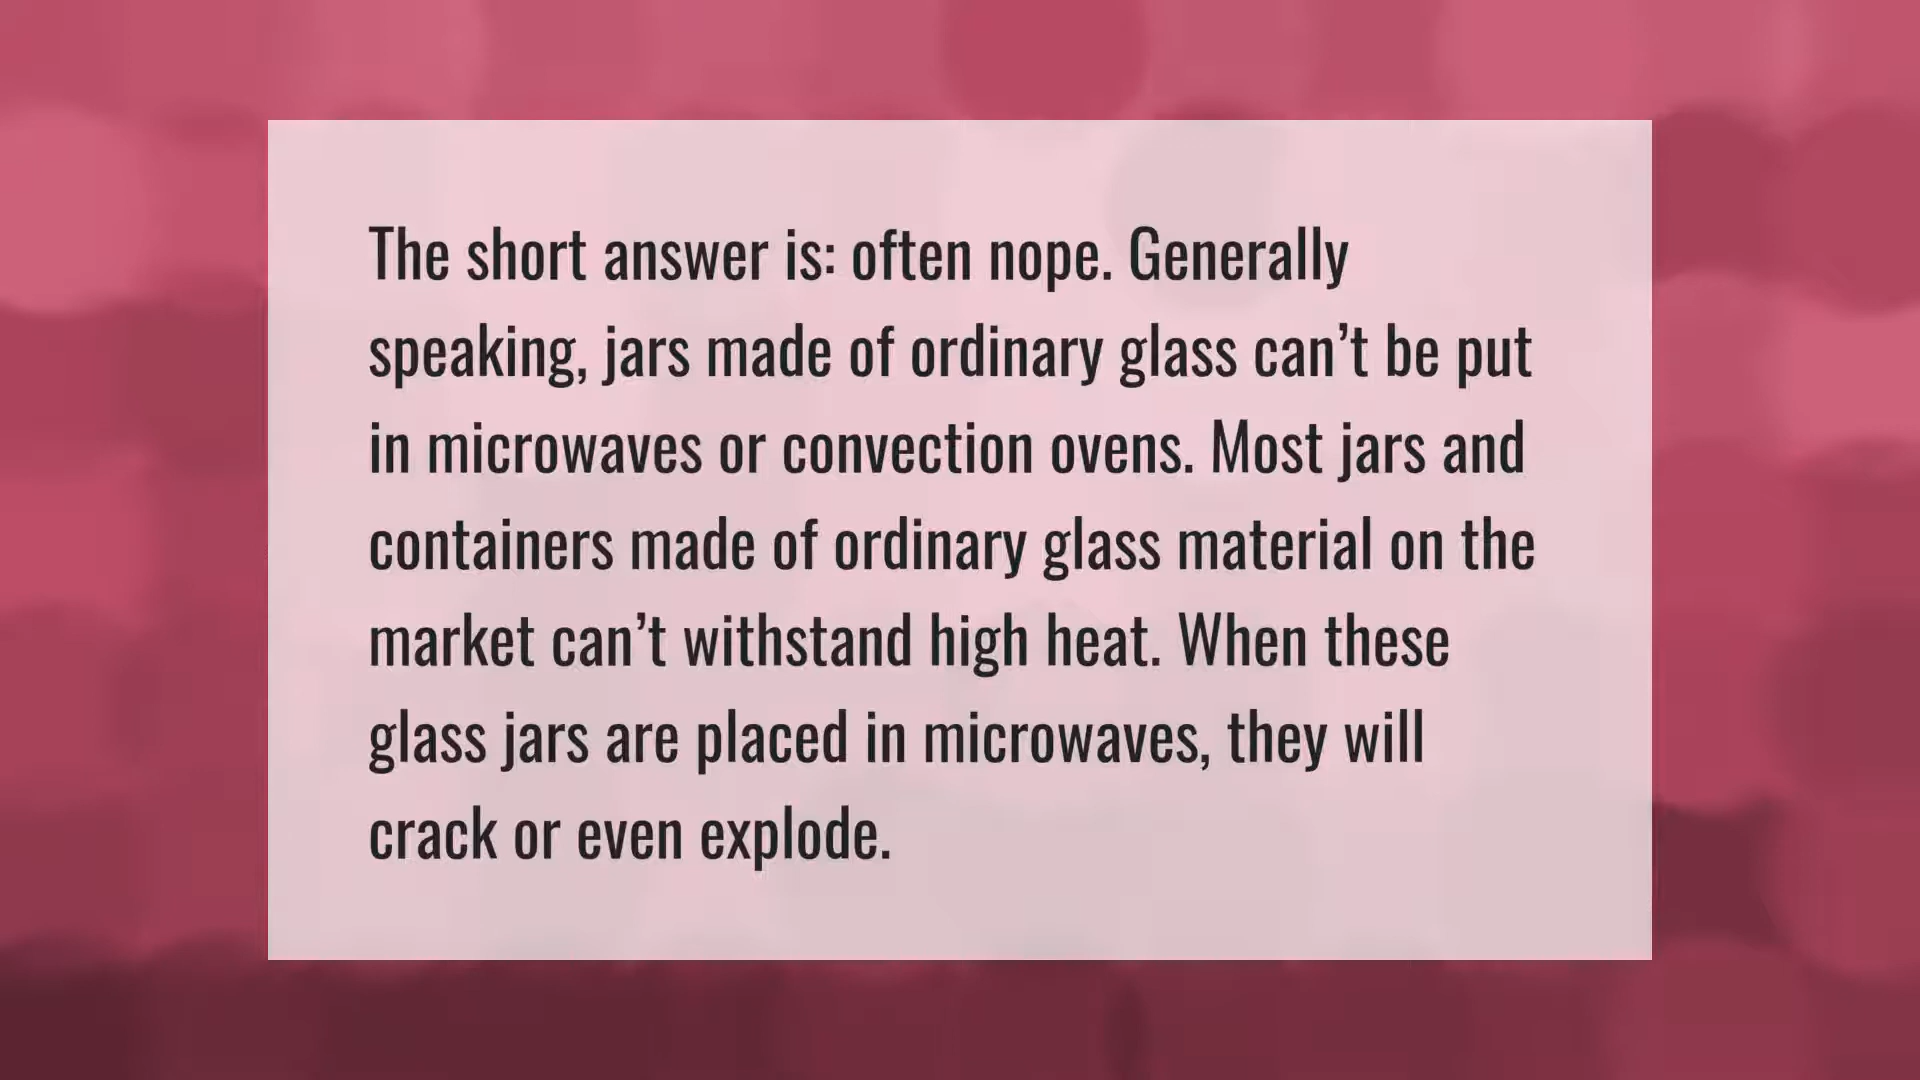 The short answer is: often nope. Generally
speaking, jars made of ordinary glass can’t be put
in microwaves or convection ovens. Most jars and
containers made of ordinary glass material on the
market can’t withstand high heat. When these
glass jars are placed in microwaves, they will
crack or even explode.